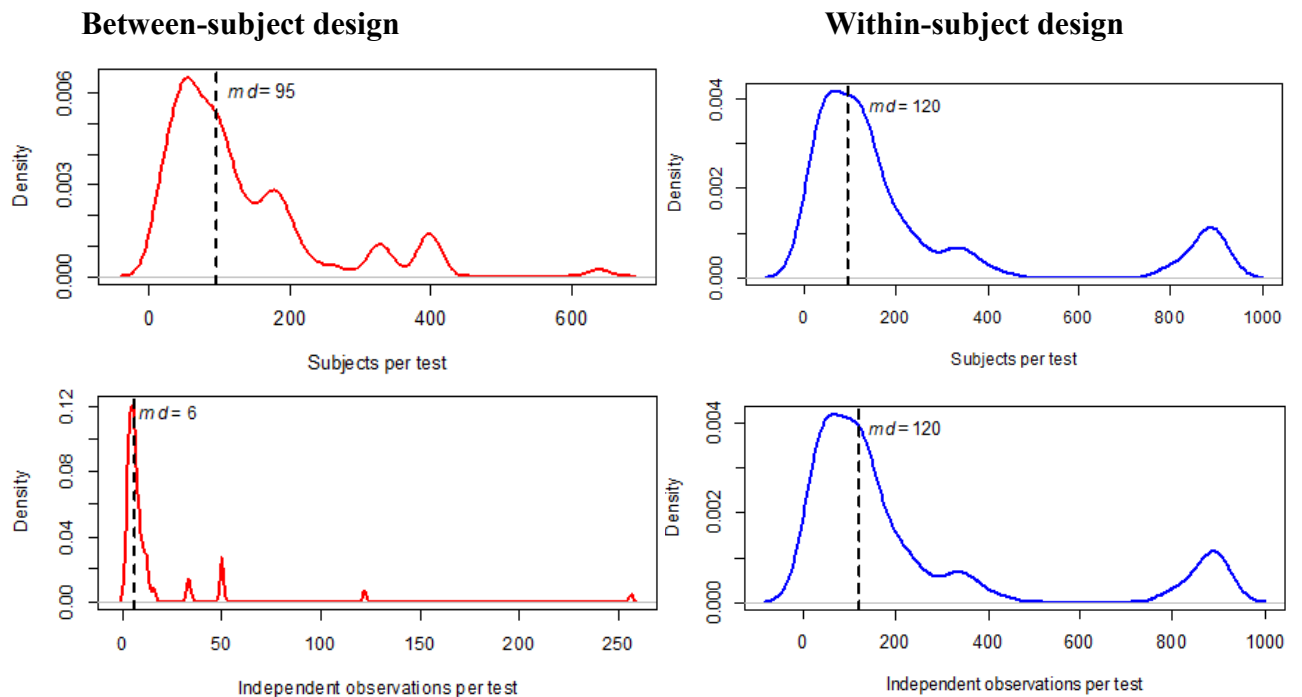 Between-subject design
Within-subject design
md= 95
Density
0.000 0.003 0.006
0 200 400 600
Subjects per test
md= 120
Density
0.000 0.002 0.004
0 200 400 600 800 1000
Subjects per test
md= 6
Density
0.00 0.04 0.08 0.12
0 50 100 150 200 250
Independent observations per test
md= 120
Density
0.000 0.002 0.004
0 200 400 600 800 1000
Independent observations per test